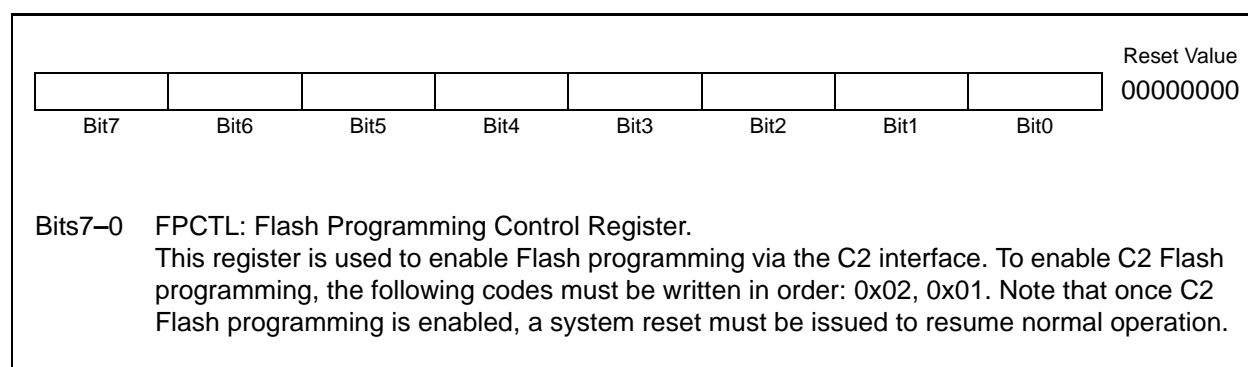 Reset Value
00000000
Bit7 Bit6 Bit5 Bit4 Bit3 Bit2 Bit1 Bit0
Bits7–0 FPCTL: Flash Programming Control Register.
This register is used to enable Flash programming via the C2 interface. To enable C2 Flash
programming, the following codes must be written in order: 0x02, 0x01. Note that once C2
Flash programming is enabled, a system reset must be issued to resume normal operation.